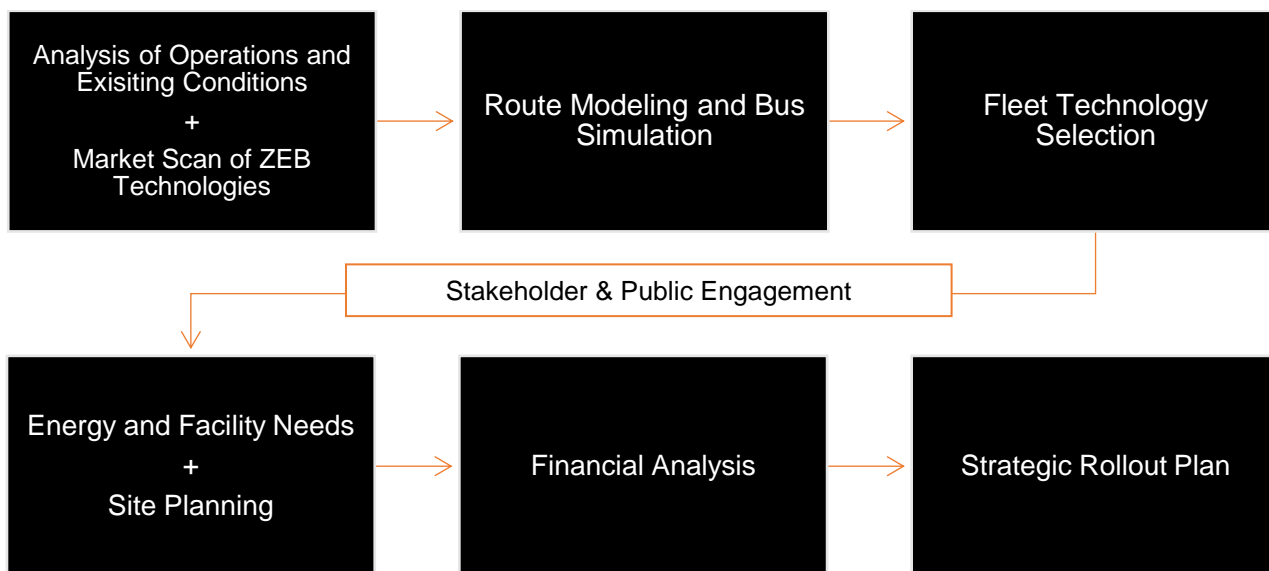 Analysis of Operations and
Exisiting Conditions
+
Market Scan of ZEB
Technologies
Route Modeling and Bus
Simulation
Fleet Technology
Selection
Stakeholder & Public Engagement
Energy and Facility Needs
+
Site Planning
Financial Analysis
Strategic Rollout Plan